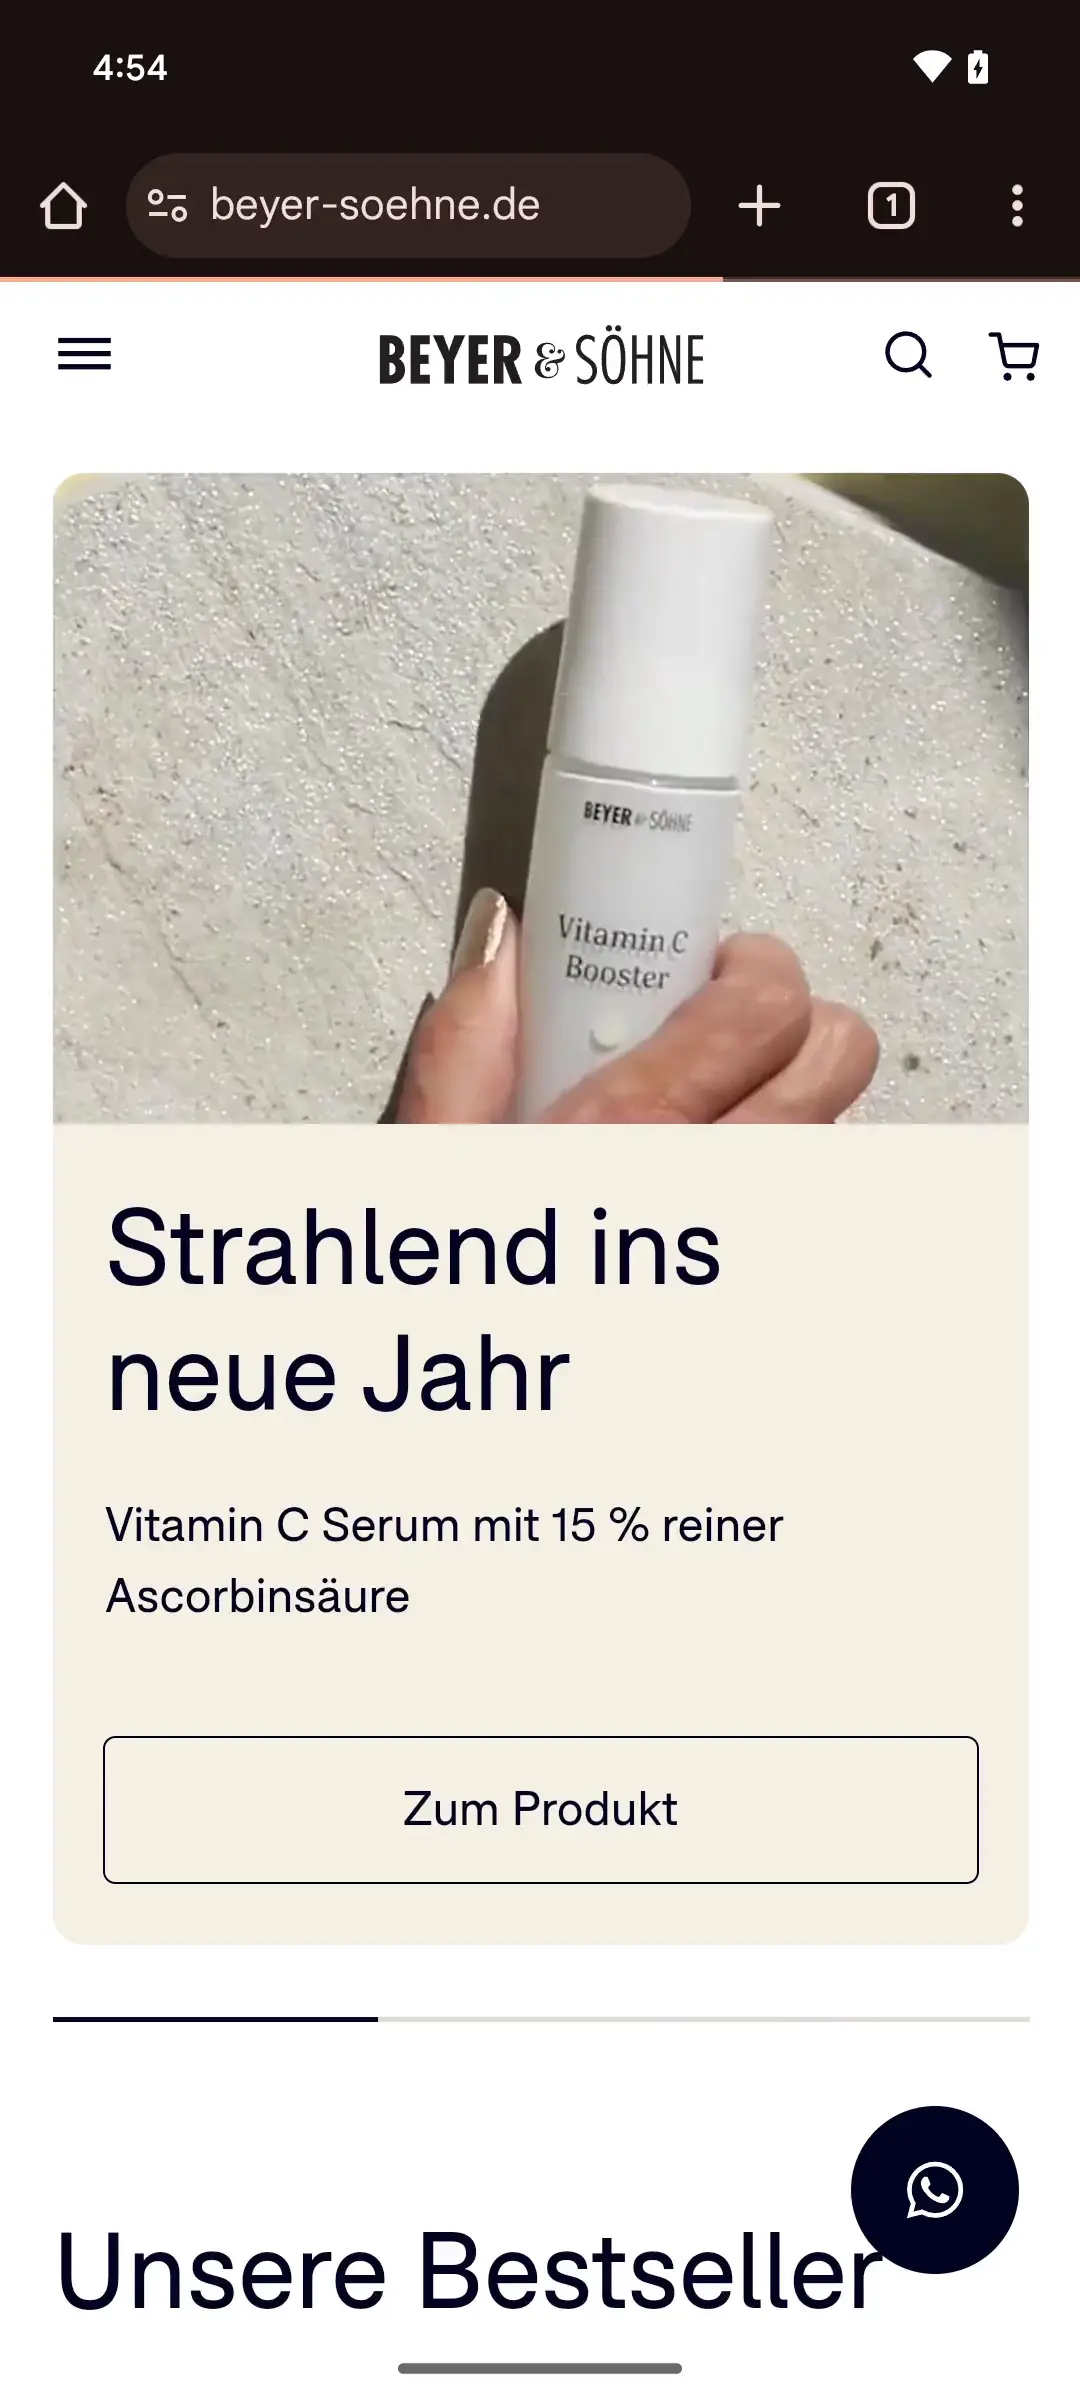 4:54
beyer-soehne.de
1
BEYER & SÖHNE
BEYER & SÖHNE
Vitamin C
Booster
Strahlend ins
neue Jahr
Vitamin C Serum mit 15 % reiner
Ascorbinsäure
Zum Produkt
Unsere Bestseller